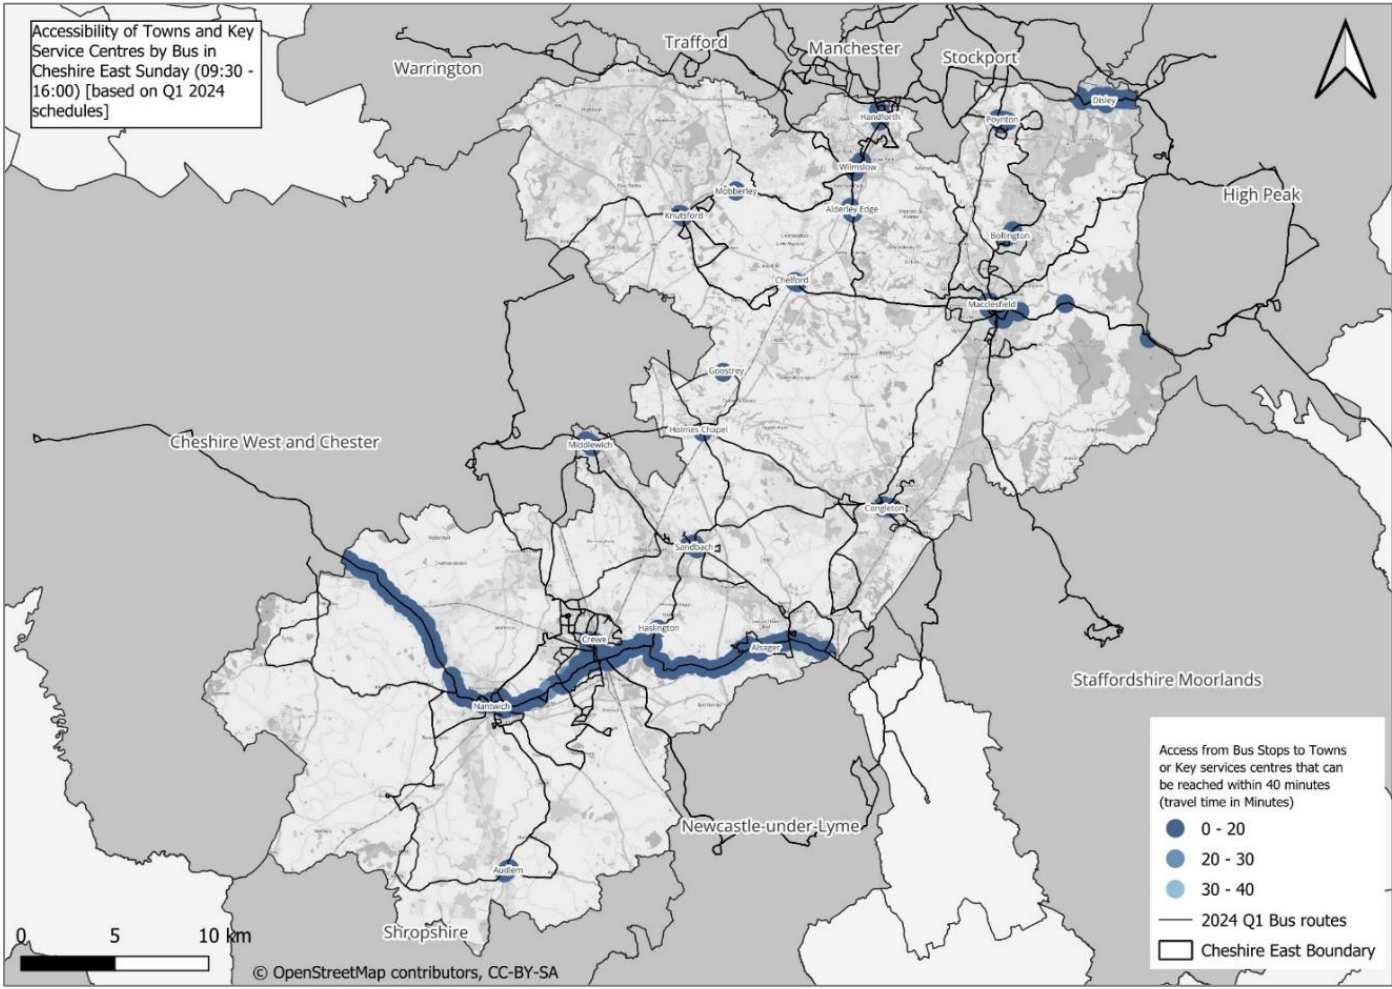 Accessibility of Towns and Key
Service Centres by Bus in
Cheshire East Sunday (09:30 -
16:00) [based on Q1 2024
schedules]
Trafford
Manchester
Stockport
Warrington
Disley
Handforth
Poynton
Wilmslow
Mobberley
High Peak
Knutsford
Alderley Edge
Bollington
Chelford
Macclesfield
Goostrey
Holmes Chapel
Cheshire West and Chester
Middlewich
Congleton
Sandbach
Haslington
Crewe
Alsager
Staffordshire Moorlands
Nantwich
Newcastle-under-Lyme
Audlem
Shropshire
Access from Bus Stops to Towns
or Key services centres that can
be reached within 40 minutes
(travel time in Minutes)
0 - 20
20 - 30
30 - 40
2024 Q1 Bus routes
Cheshire East Boundary
0 5 10 km
© OpenStreetMap contributors, CC-BY-SA